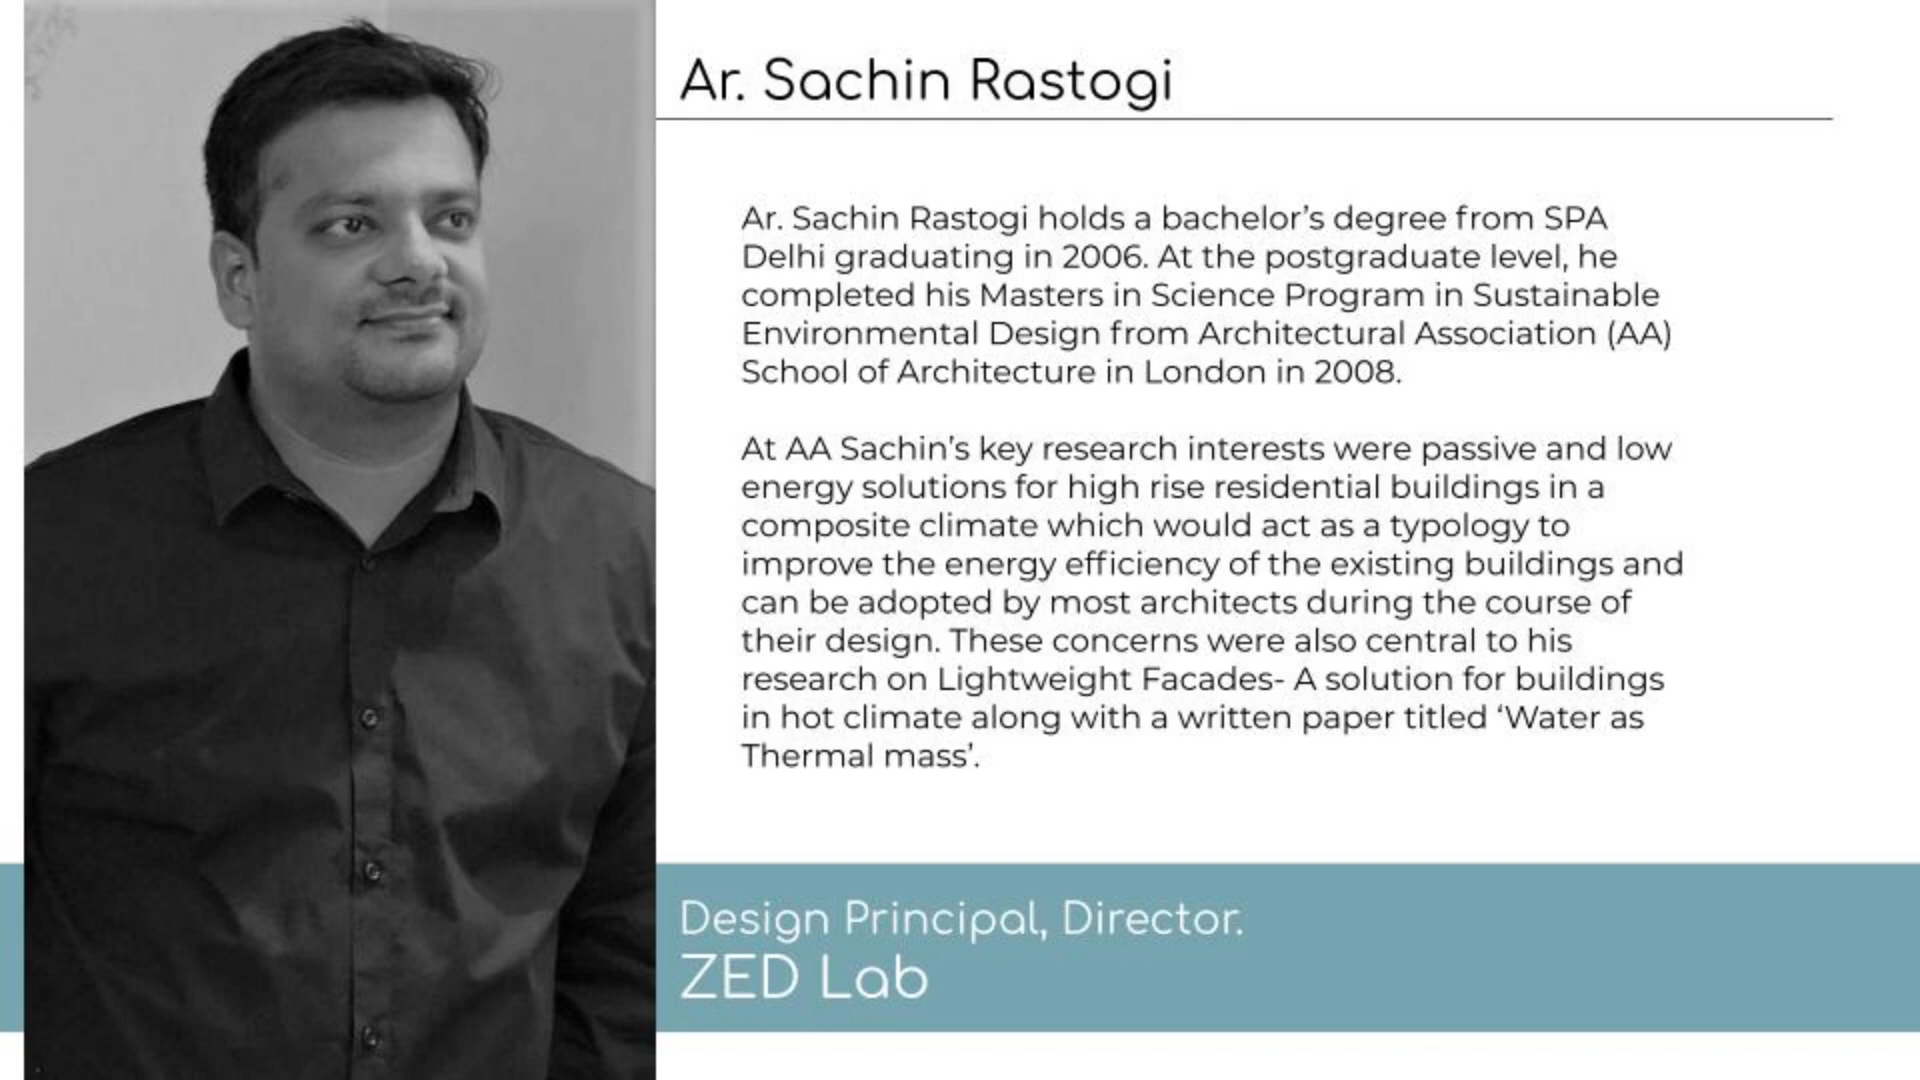 Ar. Sachin Rastogi
Ar. Sachin Rastogi holds a bachelor’s degree from SPA
Delhi graduating in 2006. At the postgraduate level, he
completed his Masters in Science Program in Sustainable
Environmental Design from Architectural Association (AA)
School of Architecture in London in 2008.
At AA Sachin’s key research interests were passive and low
energy solutions for high rise residential buildings in a
composite climate which would act as a typology to
improve the energy efficiency of the existing buildings and
can be adopted by most architects during the course of
their design. These concerns were also central to his
research on Lightweight Facades- A solution for buildings
in hot climate along with a written paper titled ‘Water as
Thermal mass’.
Design Principal, Director.
ZED Lab